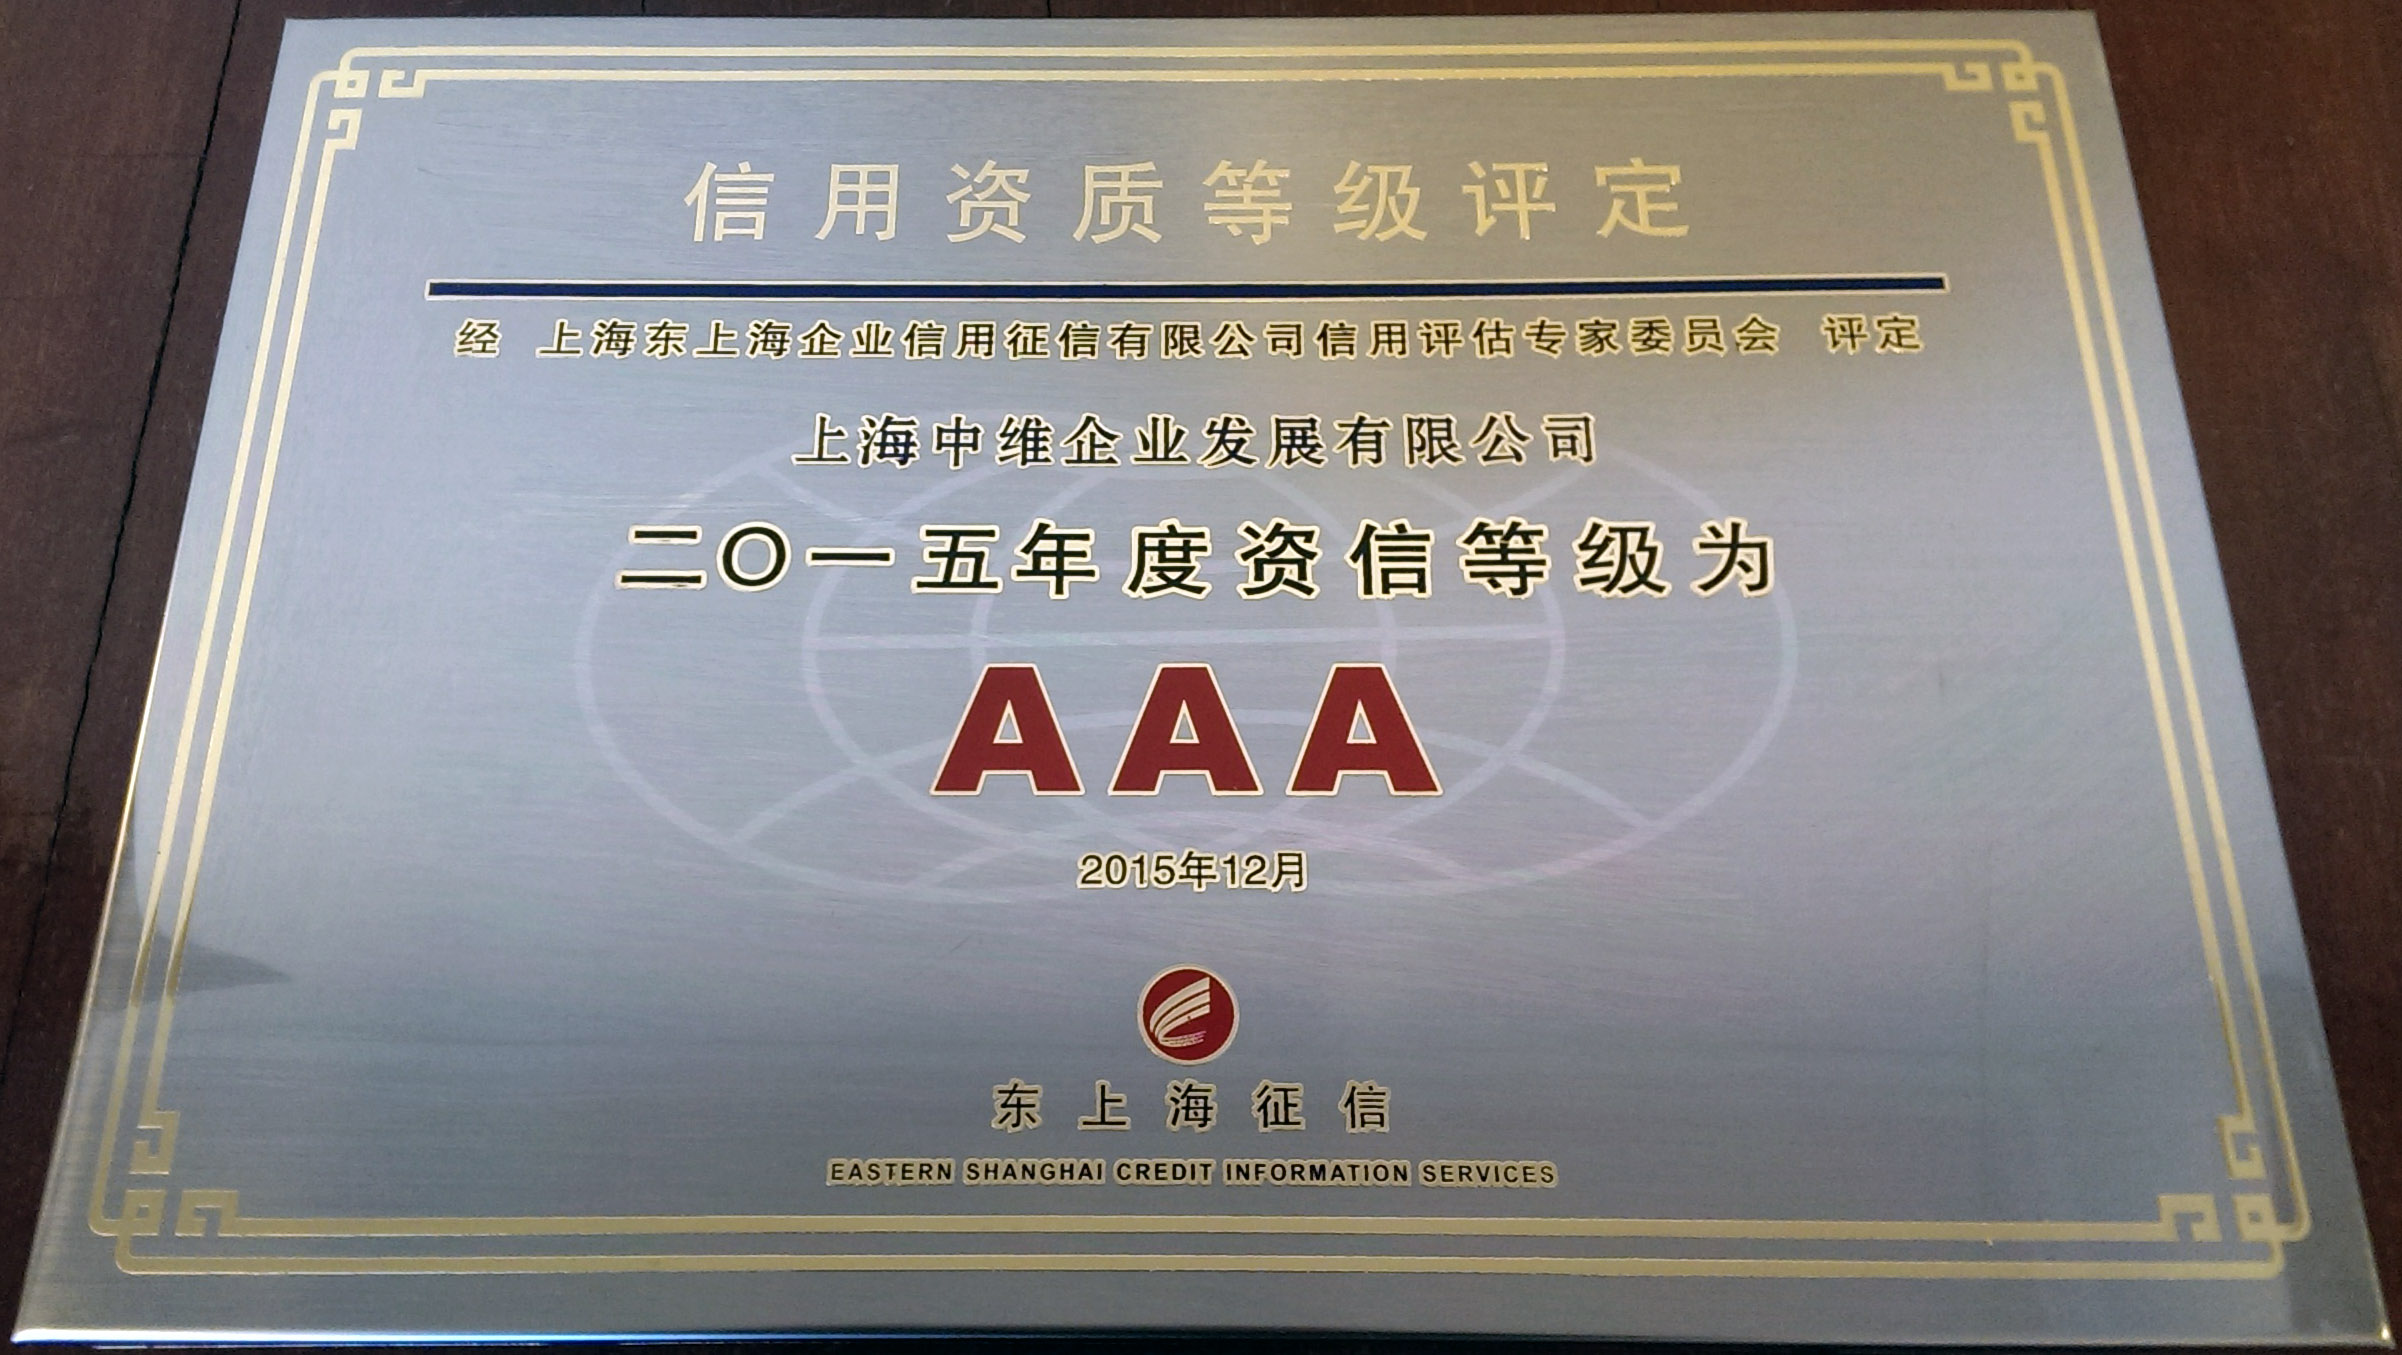 信用资质等级评定
经 上海东上海企业信用征信有限公司信用评估专家委员会 评定
上海中维企业发展有限公司
二〇一五年度资信等级为
AAA
2015年12月
东上海征信
EASTERN SHANGHAI CREDIT INFORMATION SERVICES